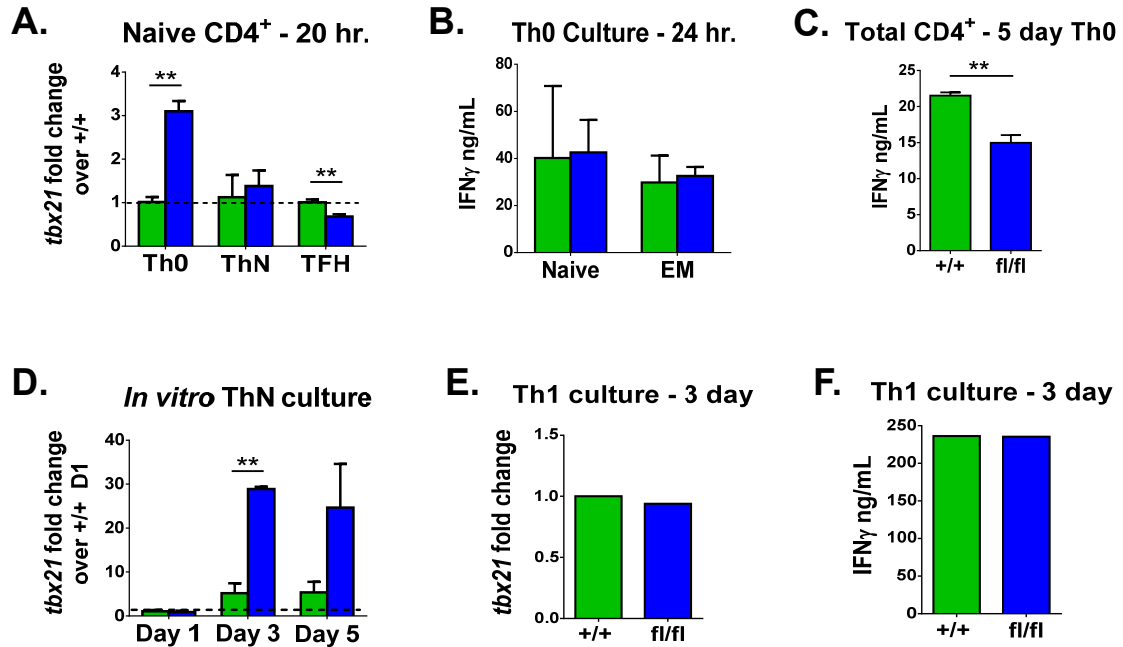 A.
Naive CD4+ - 20 hr.
tbx21 fold change
over +/+
4
3
2
1
0
**
**
Th0 ThN TFH
B.
Th0 Culture - 24 hr.
IFNγ ng/mL
80
60
40
20
0
Naive EM
C.
Total CD4+ - 5 day Th0
IFNγ ng/mL
25
20
15
10
5
0
**
+/+ fl/fl
D.
In vitro ThN culture
tbx21 fold change
over +/+ D1
40
30
20
10
0
**
Day 1 Day 3 Day 5
E.
Th1 culture - 3 day
tbx21 fold change
1.5
1.0
0.5
0.0
+/+ fl/fl
F.
Th1 culture - 3 day
IFNγ ng/mL
250
200
150
100
50
0
+/+ fl/fl